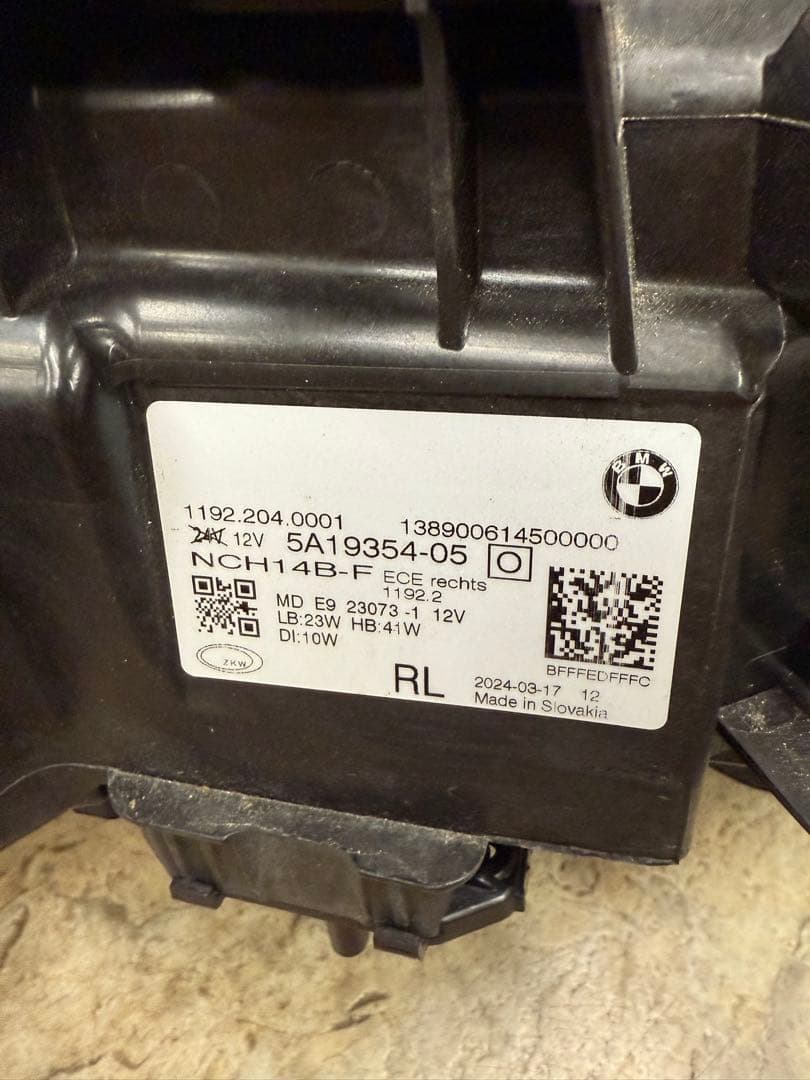 BMW
1192.204.0001 138900614500000
24V 12V 5A19354-05 O
NCH14B-F ECE rechts
1192.2
MD E9 23073 -1 12V
LB:23W HB:41W
DI:10W
ZKW
BFFFEDFFFC
RL
2024-03-17 12
Made in Slovakia